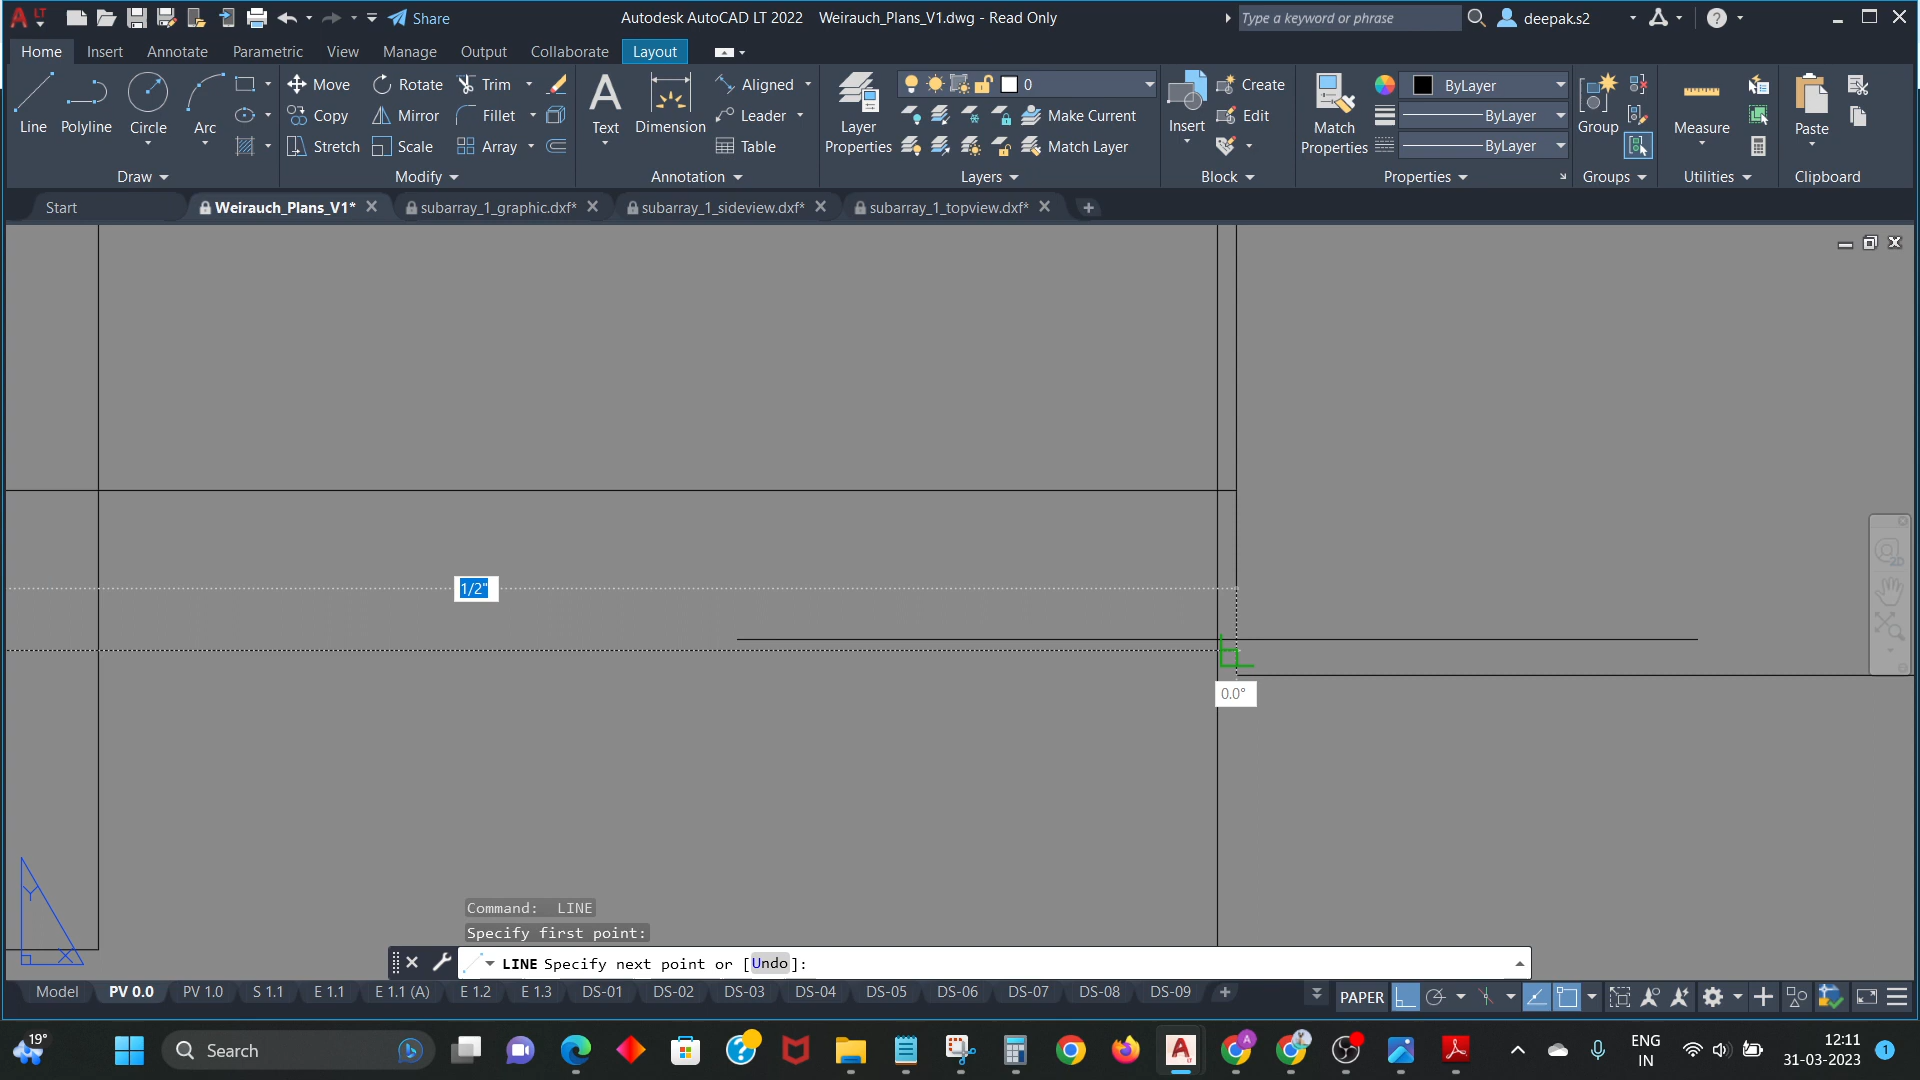 LT
Share
Autodesk AutoCAD LT 2022 Weirauch_Plans_V1.dwg - Read Only
Type a keyword or phrase
deepak.s2
Home Insert Annotate Parametric View Manage Output Collaborate Layout
Line Polyline Circle Arc
Move Rotate Trim
Copy Mirror Fillet
Stretch Scale Array
Text Dimension
Aligned
Leader
Table
Layer Properties
0
Make Current
Match Layer
Insert
Create
Edit
Match Properties
ByLayer
ByLayer
ByLayer
Group
Measure
Paste
Draw Modify Annotation Layers Block Properties Groups Utilities Clipboard
Start Weirauch_Plans_V1* subarray_1_graphic.dxf* subarray_1_sideview.dxf* subarray_1_topview.dxf*
2D
1/2"
0.0°
Y
X
Command: LINE
Specify first point:
LINE Specify next point or [Undo]:
Model PV 0.0 PV 1.0 S 1.1 E 1.1 E 1.1 (A) E 1.2 E 1.3 DS-01 DS-02 DS-03 DS-04 DS-05 DS-06 DS-07 DS-08 DS-09
PAPER
19°
Search
ENG
IN
12:11
31-03-2023
1